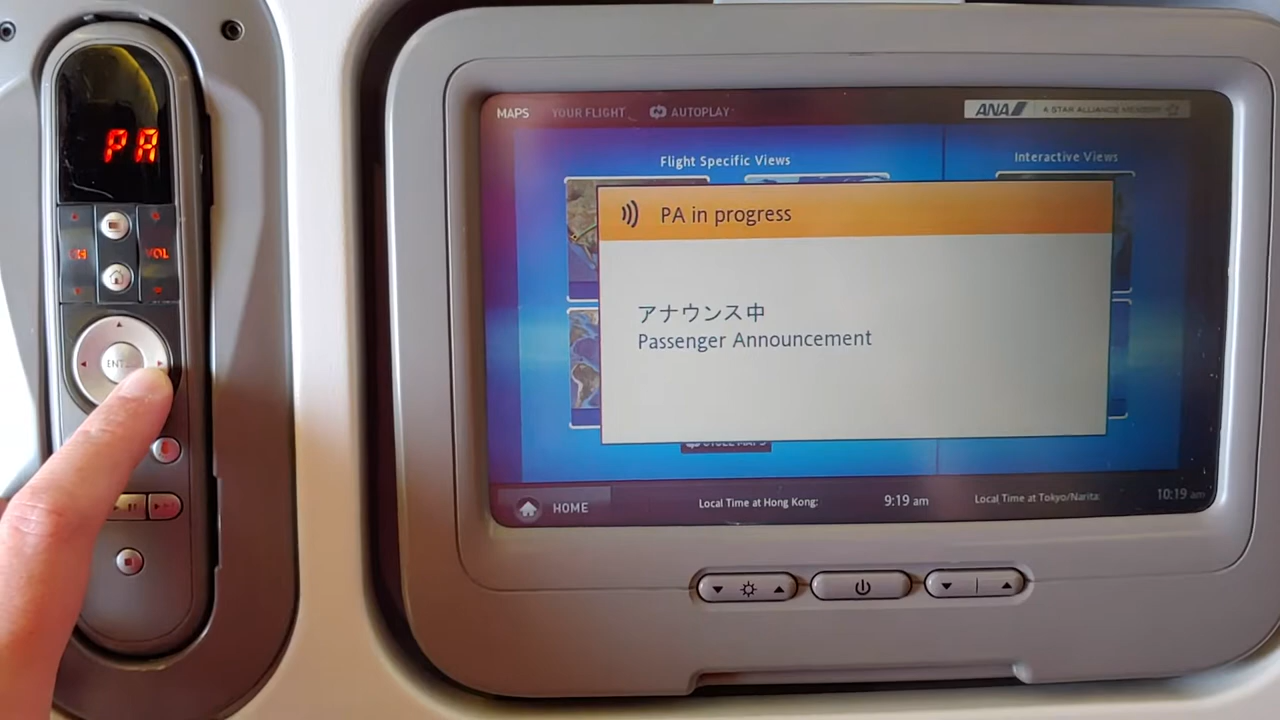 PA
CH
VOL
ENT
MAPS YOUR FLIGHT AUTOPLAY
ANA A STAR ALLIANCE MEMBER
Flight Specific Views
Interactive Views
PA in progress
アナウンス中
Passenger Announcement
HOME
Local Time at Hong Kong: 9:19 am
Local Time at Tokyo/Narita: 10:19 am